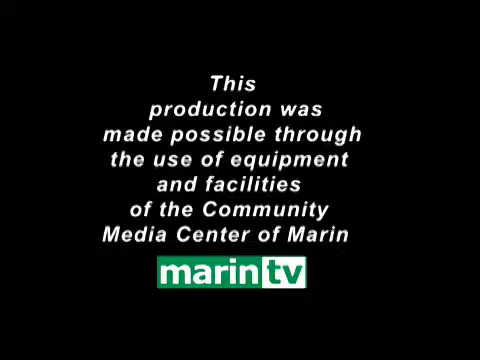 This
production was
made possible through
the use of equipment
and facilities
of the Community
Media Center of Marin
marintv